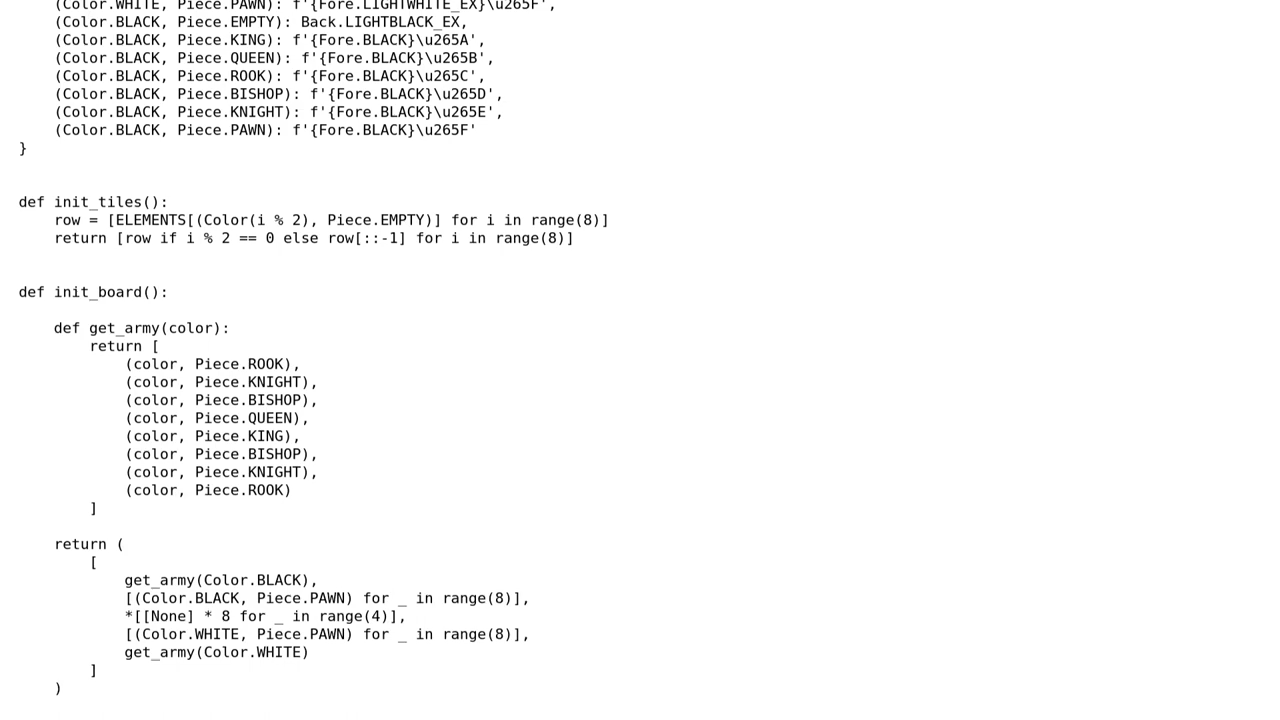 (Color.WHITE, Piece.PAWN): f'{Fore.LIGHTWHITE_EX}\u265F',
(Color.BLACK, Piece.EMPTY): Back.LIGHTBLACK_EX,
(Color.BLACK, Piece.KING): f'{Fore.BLACK}\u265A',
(Color.BLACK, Piece.QUEEN): f'{Fore.BLACK}\u265B',
(Color.BLACK, Piece.ROOK): f'{Fore.BLACK}\u265C',
(Color.BLACK, Piece.BISHOP): f'{Fore.BLACK}\u265D',
(Color.BLACK, Piece.KNIGHT): f'{Fore.BLACK}\u265E',
(Color.BLACK, Piece.PAWN): f'{Fore.BLACK}\u265F'
}
def init_tiles():
row = [ELEMENTS[(Color(i % 2), Piece.EMPTY)] for i in range(8)]
return [row if i % 2 == 0 else row[::-1] for i in range(8)]
def init_board():
def get_army(color):
return [
(color, Piece.ROOK),
(color, Piece.KNIGHT),
(color, Piece.BISHOP),
(color, Piece.QUEEN),
(color, Piece.KING),
(color, Piece.BISHOP),
(color, Piece.KNIGHT),
(color, Piece.ROOK)
]
return (
[
get_army(Color.BLACK),
[(Color.BLACK, Piece.PAWN) for _ in range(8)],
*[[None] * 8 for _ in range(4)],
[(Color.WHITE, Piece.PAWN) for _ in range(8)],
get_army(Color.WHITE)
]
)